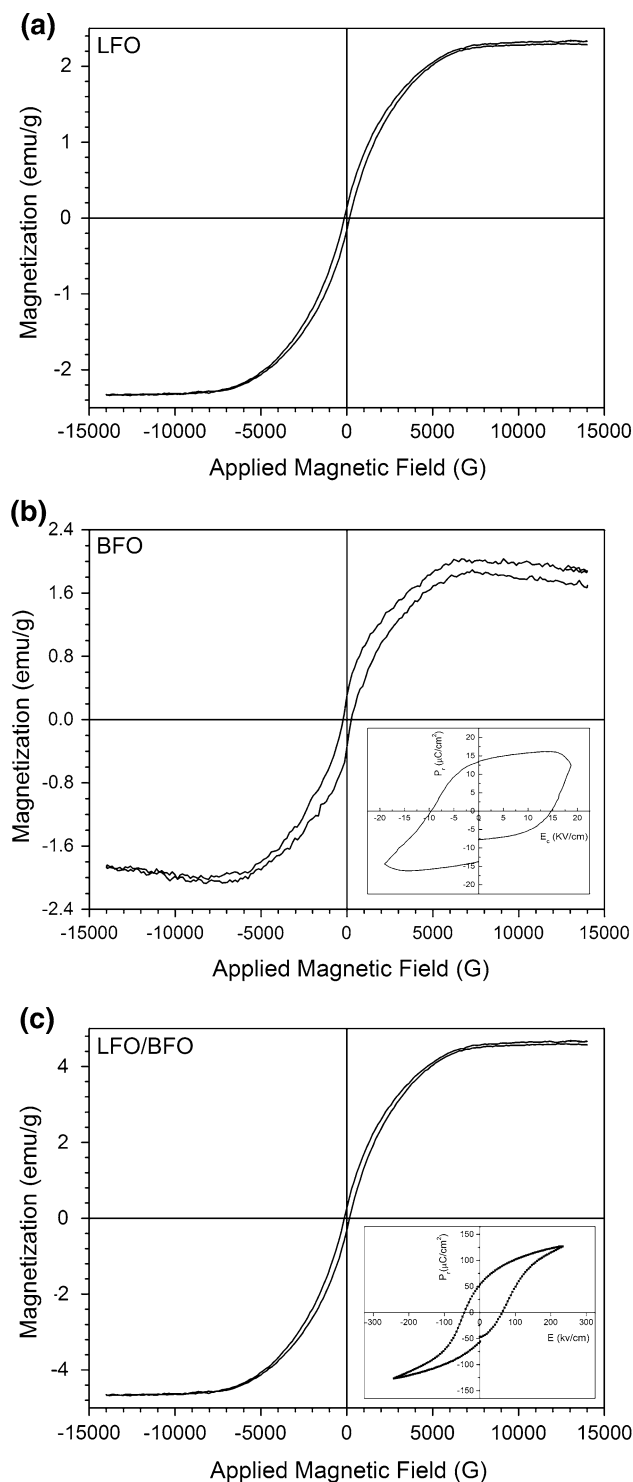 (a)
LFO
2
1
0
-1
-2
Magnetization (emu/g)
-15000 -10000 -5000 0 5000 10000 15000
Applied Magnetic Field (G)
(b)
BFO
2.4
1.6
0.8
0.0
-0.8
-1.6
-2.4
Magnetization (emu/g)
25
20
15
10
5
0
-5
-10
-15
-20
Pr (μC/cm²)
-20 -15 -10 -5 0 5 10 15 20
Ec (KV/cm)
-15000 -10000 -5000 0 5000 10000 15000
Applied Magnetic Field (G)
(c)
LFO/BFO
4
2
0
-2
-4
Magnetization (emu/g)
150
100
50
0
-50
-100
-150
Pr(μC/cm²)
-300 -200 -100 0 100 200 300
E (kv/cm)
-15000 -10000 -5000 0 5000 10000 15000
Applied Magnetic Field (G)